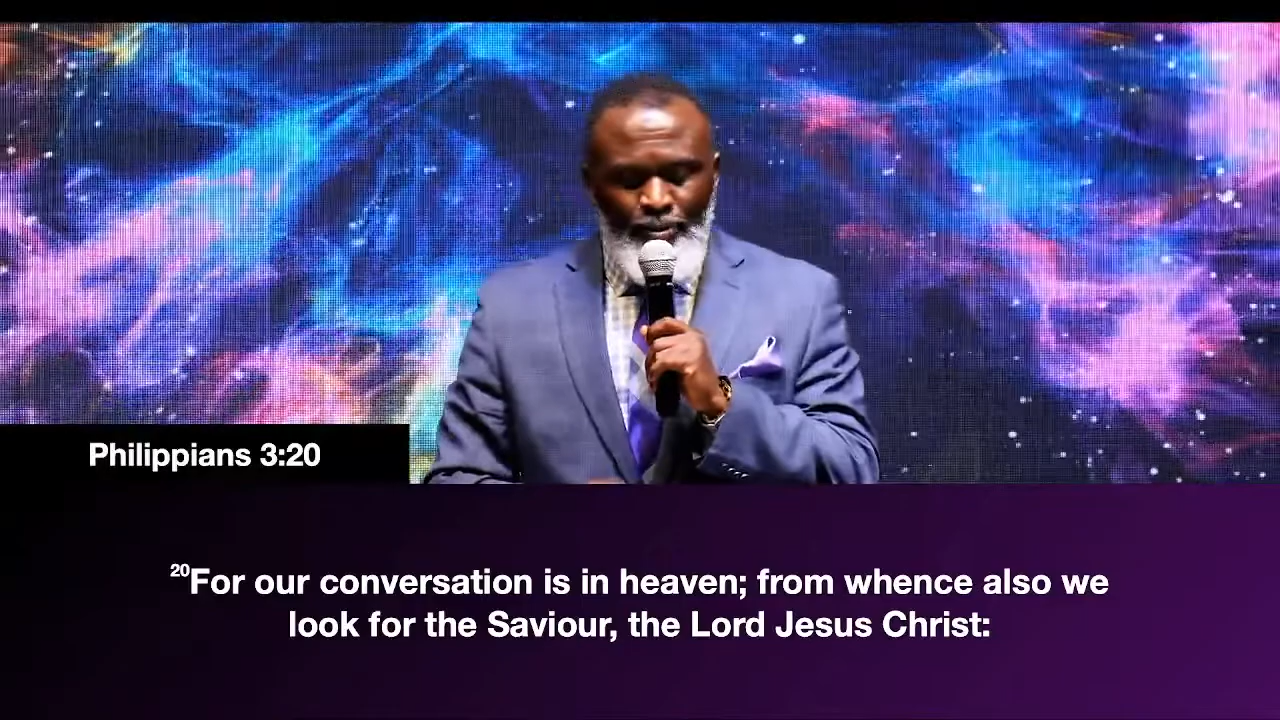 Philippians 3:20
20For our conversation is in heaven; from whence also we
look for the Saviour, the Lord Jesus Christ: